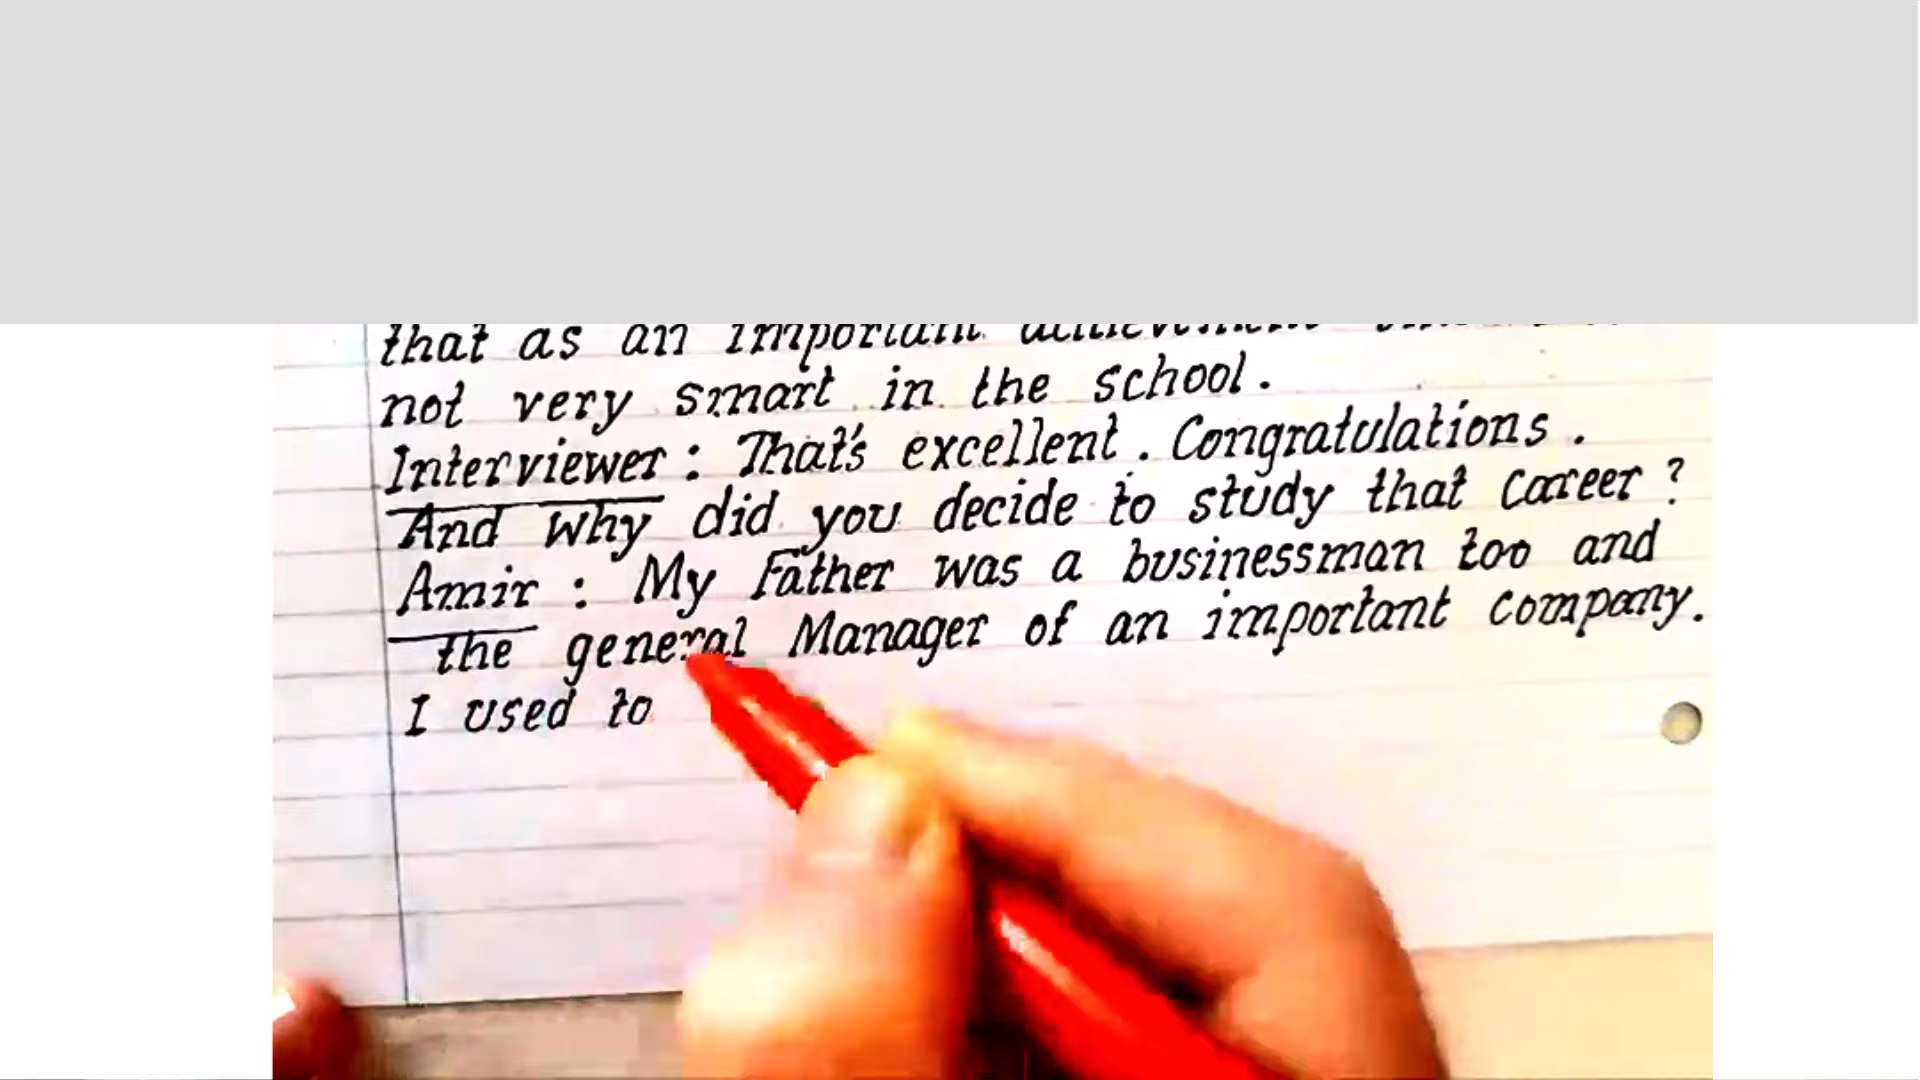 that as an important achievement
not very smart in the school.
Interviewer : That's excellent. Congratulations.
And why did you decide to study that career ?
Amir : My Father was a businessman too and
the general Manager of an important company.
I used to